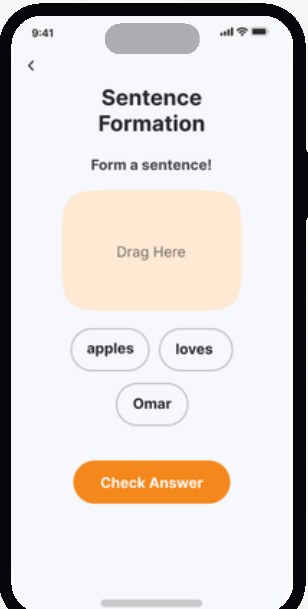 9:41
Sentence
Formation
Form a sentence!
Drag Here
apples loves
Omar
Check Answer